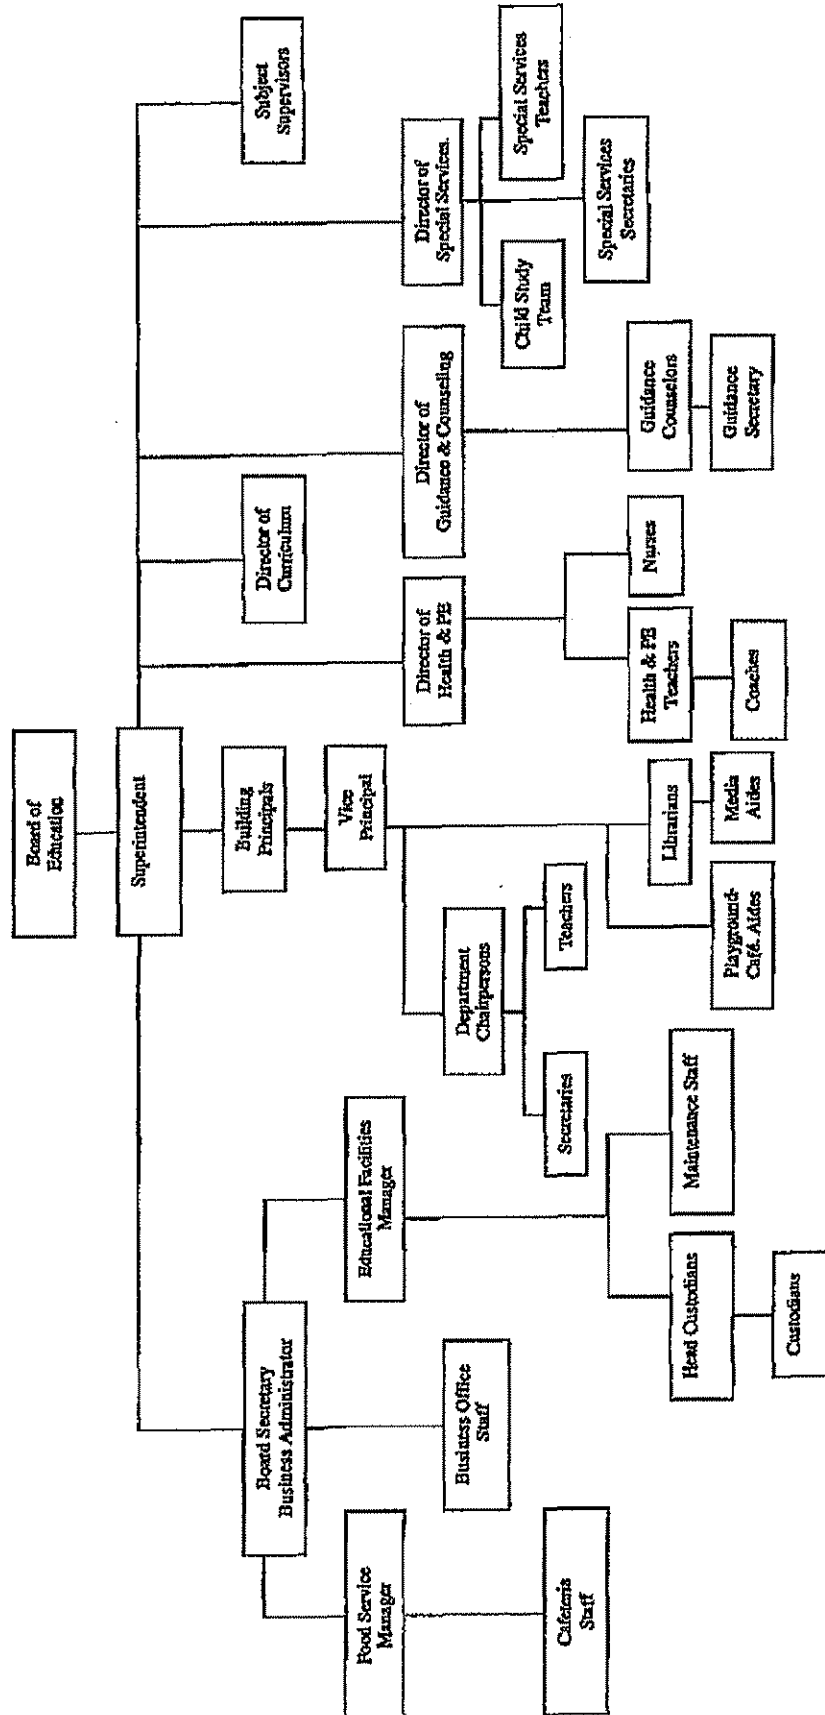 Board of
Education
Superintendent
Board Secretary
Business Administrator
Building
Principals
Director of
Curriculum
Subject
Supervisors
Food Service
Manager
Educational Facilities
Manager
Vice
Principal
Director of
Health & PE
Director of
Guidance & Counseling
Director of
Special Services.
Business Office
Staff
Department
Chairpersons
Child Study
Team
Special Services
Teachers
Cafeteria
Staff
Secretaries
Teachers
Special Services
Secretaries
Head Custodians
Maintenance Staff
Librarians
Health & PE
Teachers
Nurses
Guidance
Counselors
Playground-
Café. Aides
Media
Aides
Coaches
Guidance
Secretary
Custodians